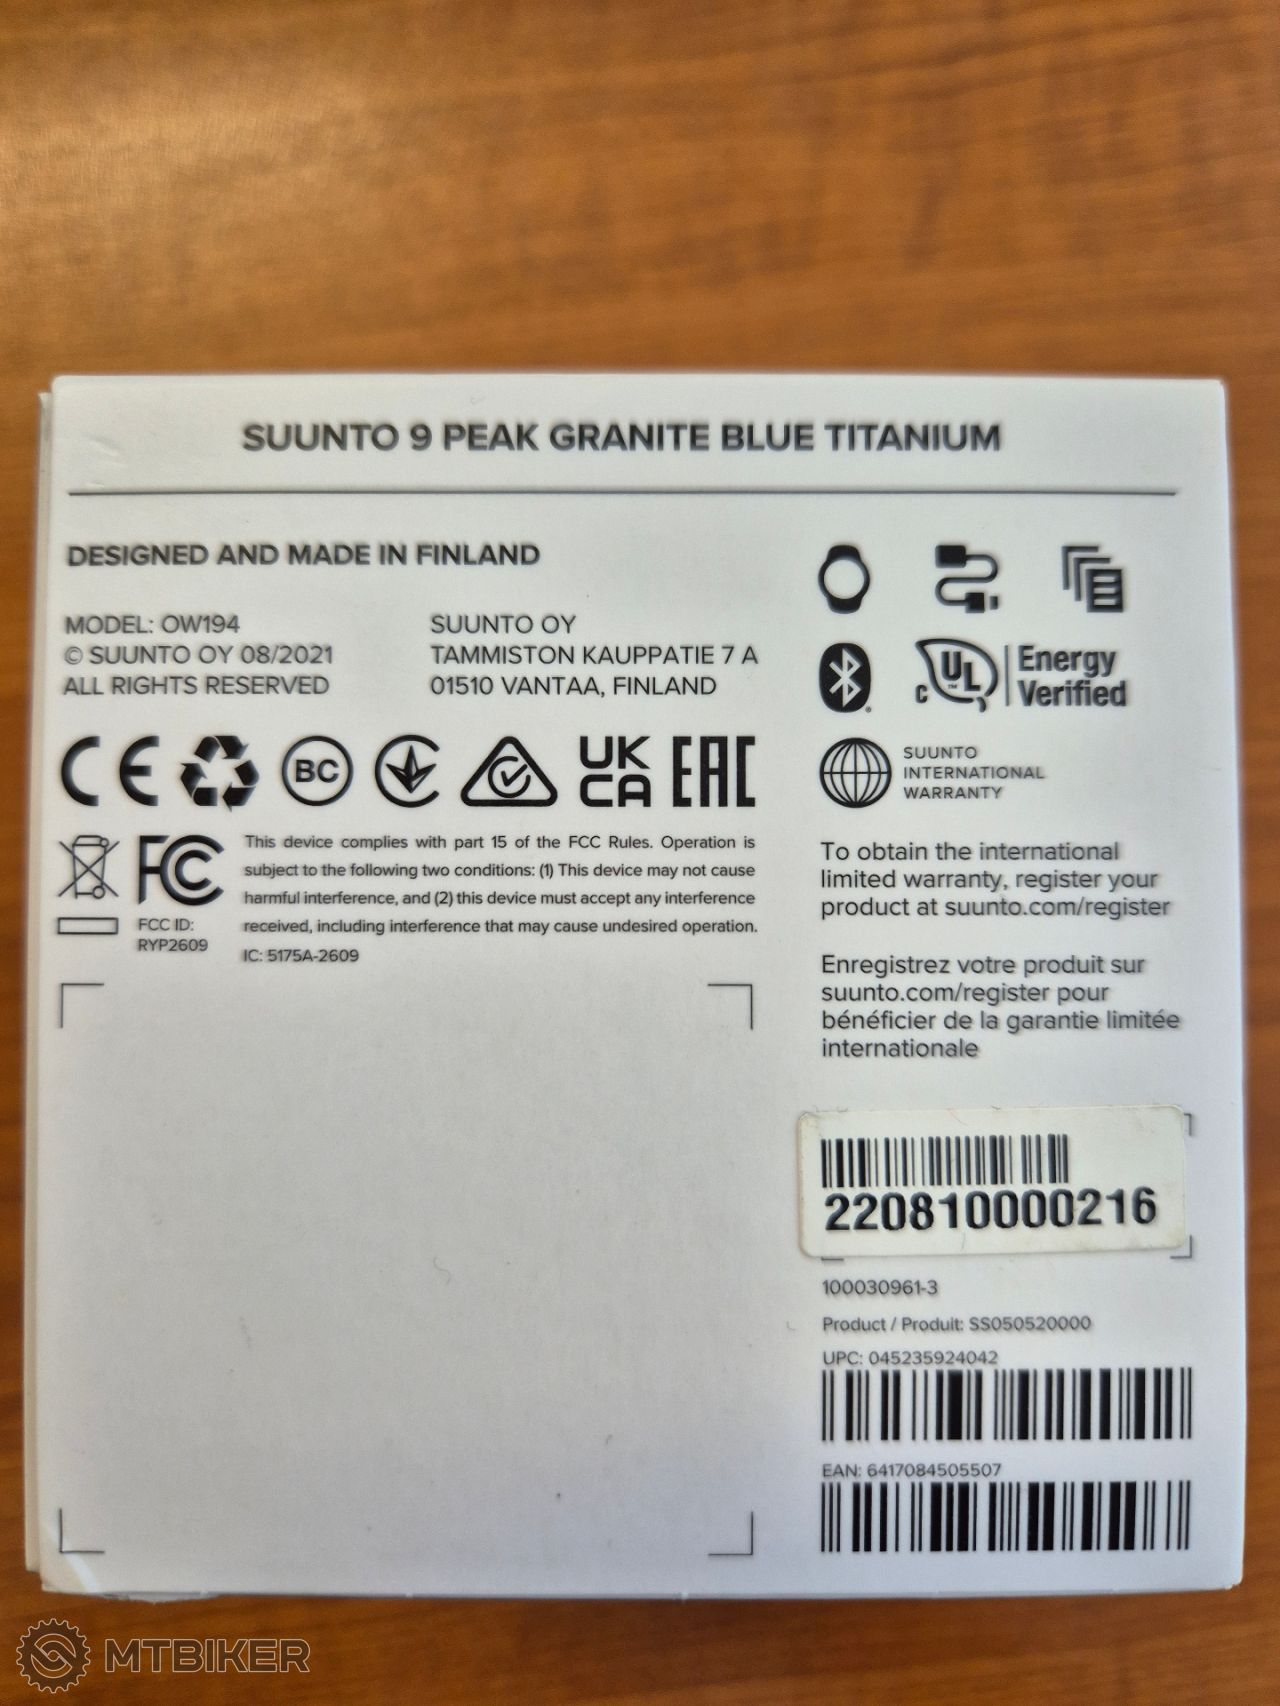 SUUNTO 9 PEAK GRANITE BLUE TITANIUM
DESIGNED AND MADE IN FINLAND
MODEL: OW194
© SUUNTO OY 08/2021
ALL RIGHTS RESERVED
SUUNTO OY
TAMMISTON KAUPPATIE 7 A
01510 VANTAA, FINLAND
CE
BC
UK
CA
EAC
FC
FCC ID:
RYP2609
This device complies with part 15 of the FCC Rules. Operation is
subject to the following two conditions: (1) This device may not cause
harmful interference, and (2) this device must accept any interference
received, including interference that may cause undesired operation.
IC: 5175A-2609
c UL ™ Energy
Verified
SUUNTO
INTERNATIONAL
WARRANTY
To obtain the international
limited warranty, register your
product at suunto.com/register
Enregistrez votre produit sur
suunto.com/register pour
bénéficier de la garantie limitée
internationale
220810000216
100030961-3
Product / Produit: SS050520000
UPC: 045235924042
EAN: 6417084505507
MTBIKER